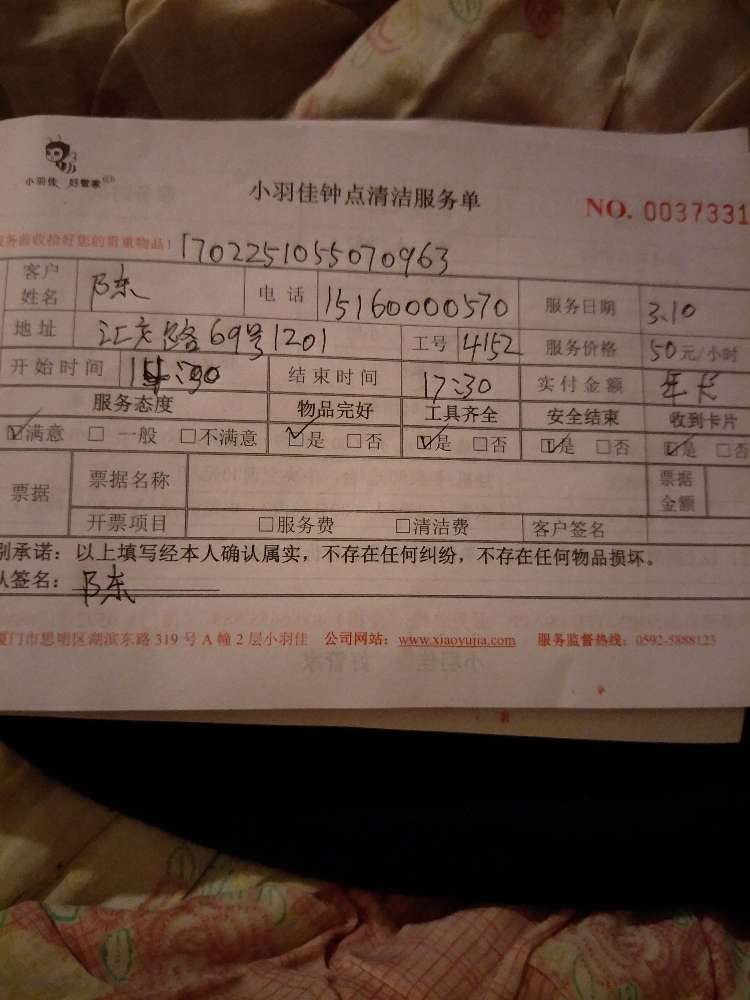 小羽佳 好管家
小羽佳钟点清洁服务单
NO. 0037331
务前收拾好您的贵重物品！170225105507​0963
客户姓名 陈 电话 15160000570 服务日期 3.10
地址 汇文路69号1201 工号 4152 服务价格 50元/小时
开始时间 结束时间 17:30 实付金额 年卡
服务态度 物品完好 工具齐全 安全结束 收到卡片
☑满意 □一般 □不满意 ☑是 □否 ☑是 □否 ☑是 □否 ☑是 □否
票据 票据名称 票据金额
开票项目 □服务费 □清洁费 客户签名
别承诺：以上填写经本人确认属实，不存在任何纠纷，不存在任何物品损坏。
签名： 陈
厦门市思明区湖滨东路 319 号 A 幢 2 层小羽佳 公司网站：www.xiaoyujia.com 服务监督热线：0592-5888123